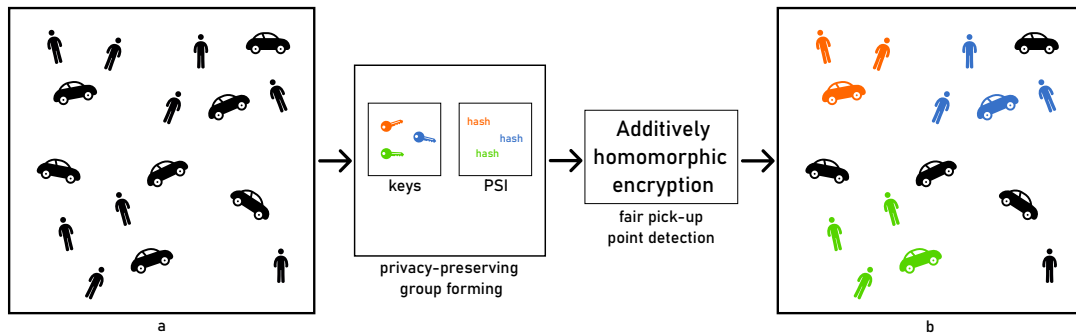 hash
hash
hash
keys
PSI
privacy-preserving
group forming
Additively
homomorphic
encryption
fair pick-up
point detection
a
b